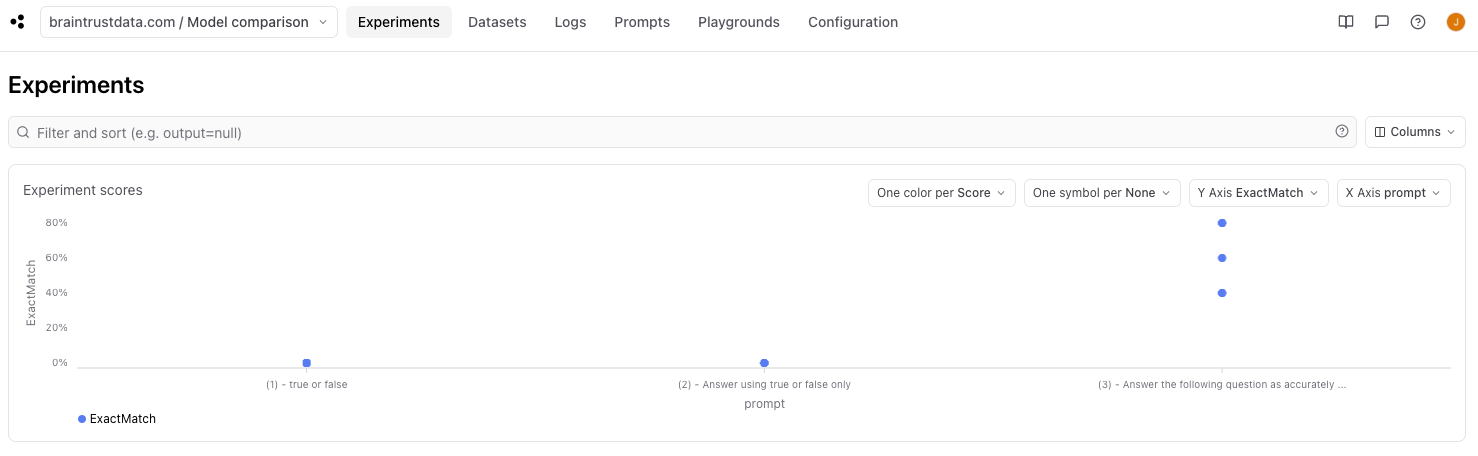 braintrustdata.com / Model comparison
Experiments
Datasets
Logs
Prompts
Playgrounds
Configuration
J
Experiments
Filter and sort (e.g. output=null)
Columns
Experiment scores
One color per Score
One symbol per None
Y Axis ExactMatch
X Axis prompt
ExactMatch
80%
60%
40%
20%
0%
(1) - true or false
(2) - Answer using true or false only
(3) - Answer the following question as accurately ...
prompt
ExactMatch